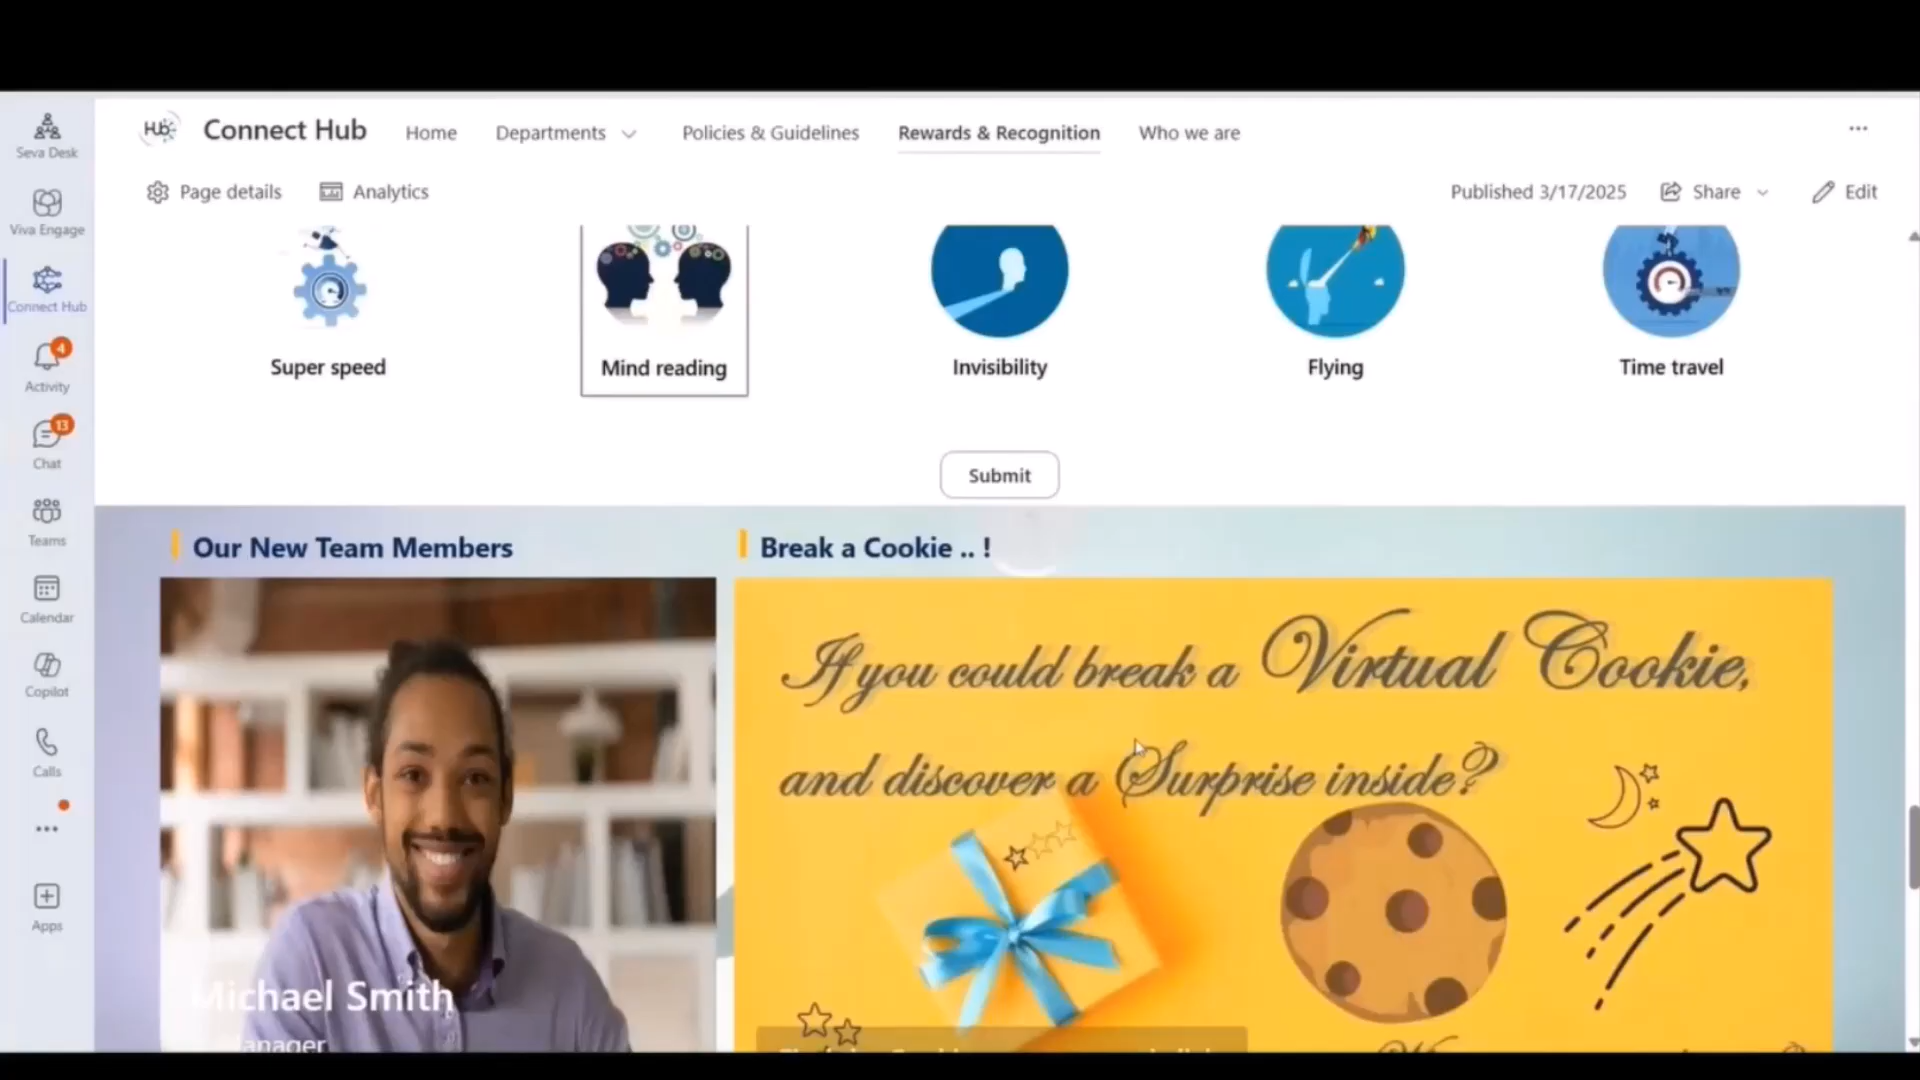 Seva Desk
Viva Engage
Connect Hub
4
Activity
13
Chat
Teams
Calendar
Copilot
Calls
Apps
Hub
Connect Hub Home Departments Policies & Guidelines Rewards & Recognition Who we are
Page details Analytics Published 3/17/2025 Share Edit
Super speed Mind reading Invisibility Flying Time travel
Submit
Our New Team Members
Michael Smith
Break a Cookie .. !
If you could break a Virtual Cookie,
and discover a Surprise inside?